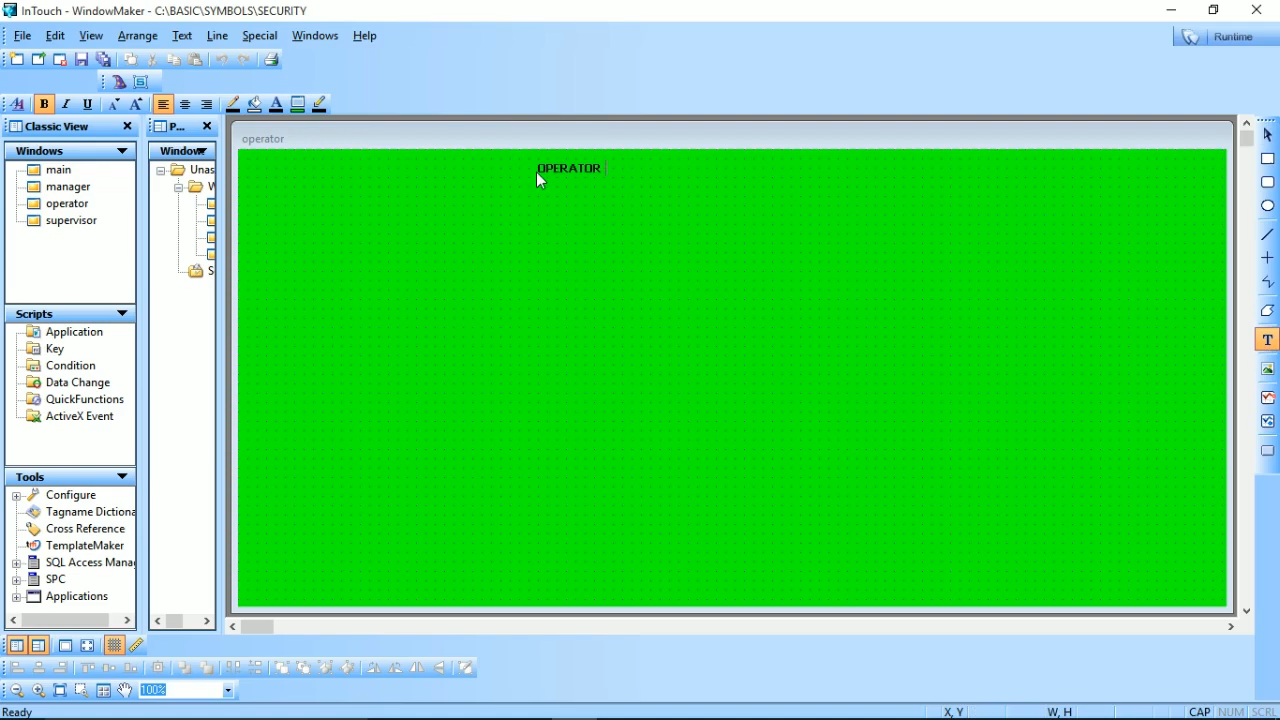 InTouch - WindowMaker - C:\BASIC\SYMBOLS\SECURITY
File Edit View Arrange Text Line Special Windows Help
Runtime
B I U
Classic View
P...
operator
Windows
main
manager
operator
supervisor
Window
Unas
W
S
OPERATOR
Scripts
Application
Key
Condition
Data Change
QuickFunctions
ActiveX Event
T
Tools
Configure
Tagname Dictiona
Cross Reference
TemplateMaker
SQL Access Mana
SPC
Applications
100%
Ready
X, Y
W, H
CAP NUM SCRL